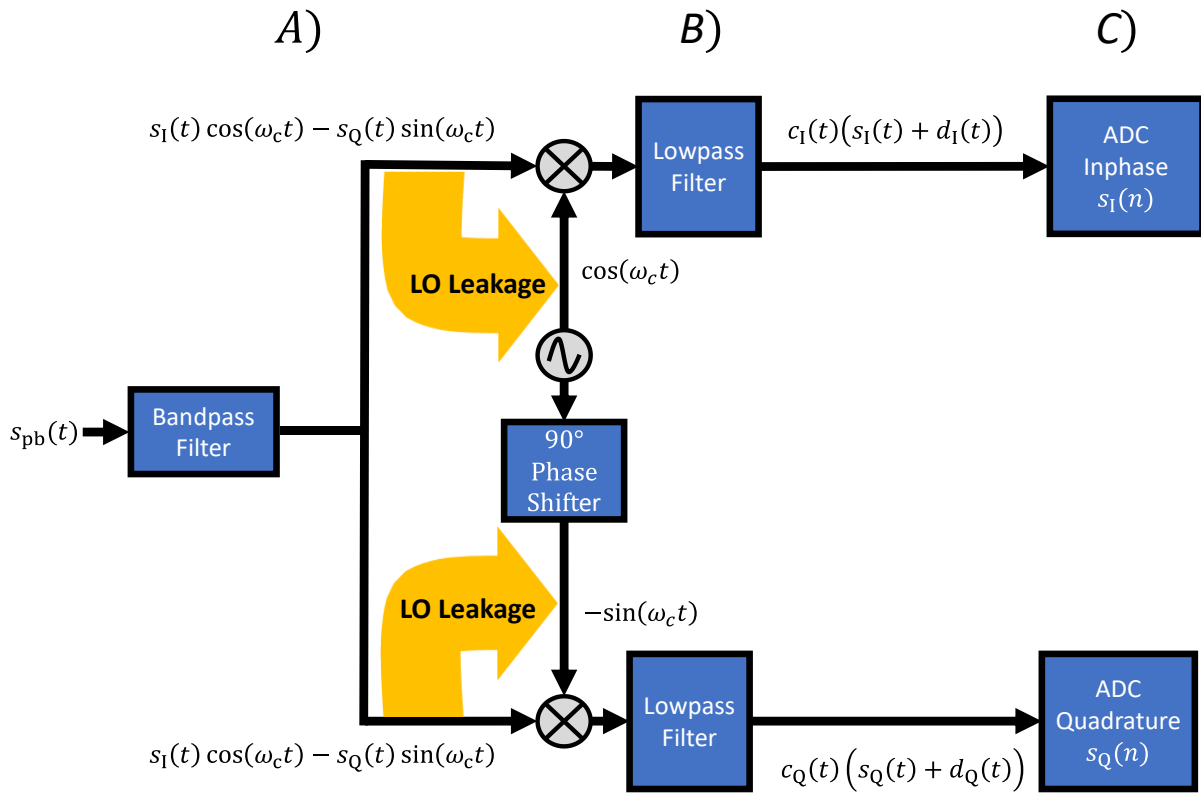 A)
B)
C)
s_I(t) cos(ω_c t) − s_Q(t) sin(ω_c t)
Lowpass
Filter
c_I(t)(s_I(t) + d_I(t))
ADC
Inphase
s_I(n)
LO Leakage
cos(ω_c t)
s_pb(t)
Bandpass
Filter
90°
Phase
Shifter
LO Leakage
−sin(ω_c t)
s_I(t) cos(ω_c t) − s_Q(t) sin(ω_c t)
Lowpass
Filter
c_Q(t)(s_Q(t) + d_Q(t))
ADC
Quadrature
s_Q(n)